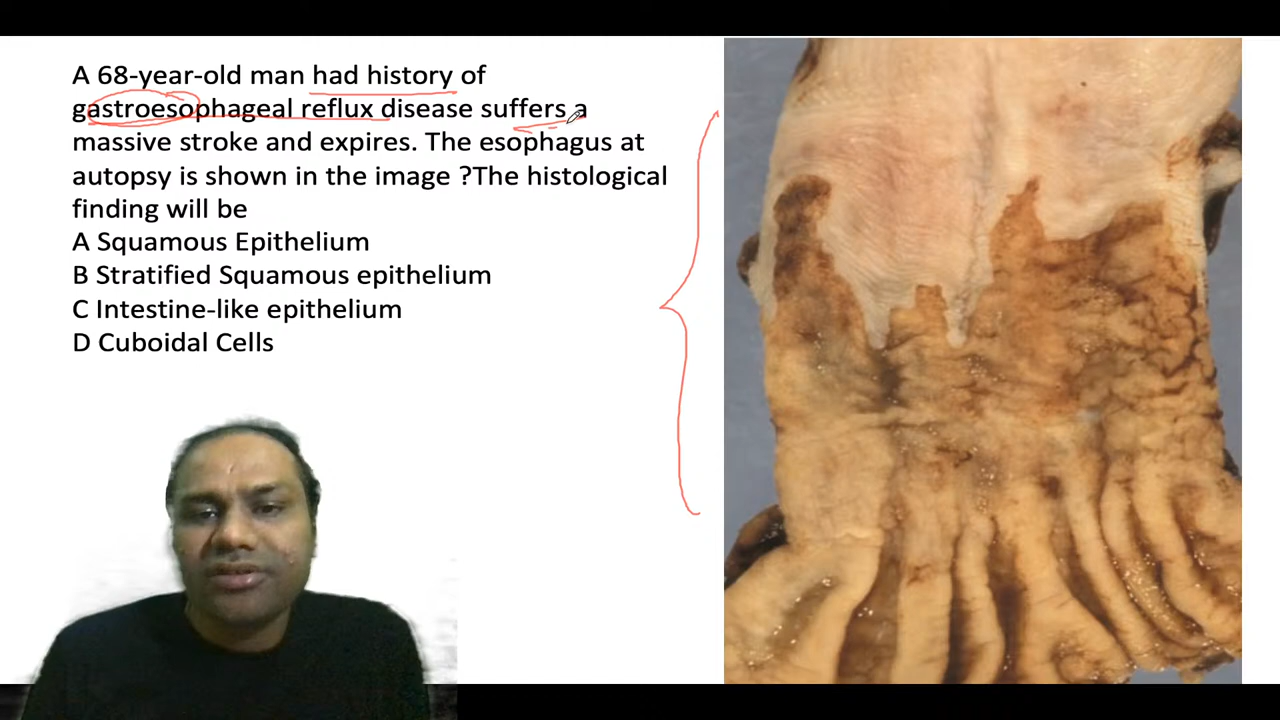 A 68-year-old man had history of
gastroesophageal reflux disease suffers a
massive stroke and expires. The esophagus at
autopsy is shown in the image ?The histological
finding will be
A Squamous Epithelium
B Stratified Squamous epithelium
C Intestine-like epithelium
D Cuboidal Cells